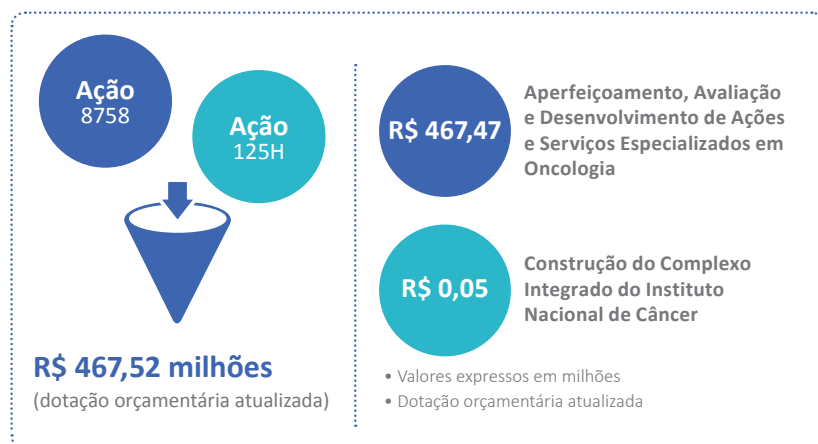 Ação
8758
Ação
125H
R$ 467,52 milhões
(dotação orçamentária atualizada)
R$ 467,47
Aperfeiçoamento, Avaliação
e Desenvolvimento de Ações
e Serviços Especializados em
Oncologia
R$ 0,05
Construção do Complexo
Integrado do Instituto
Nacional de Câncer
• Valores expressos em milhões
• Dotação orçamentária atualizada